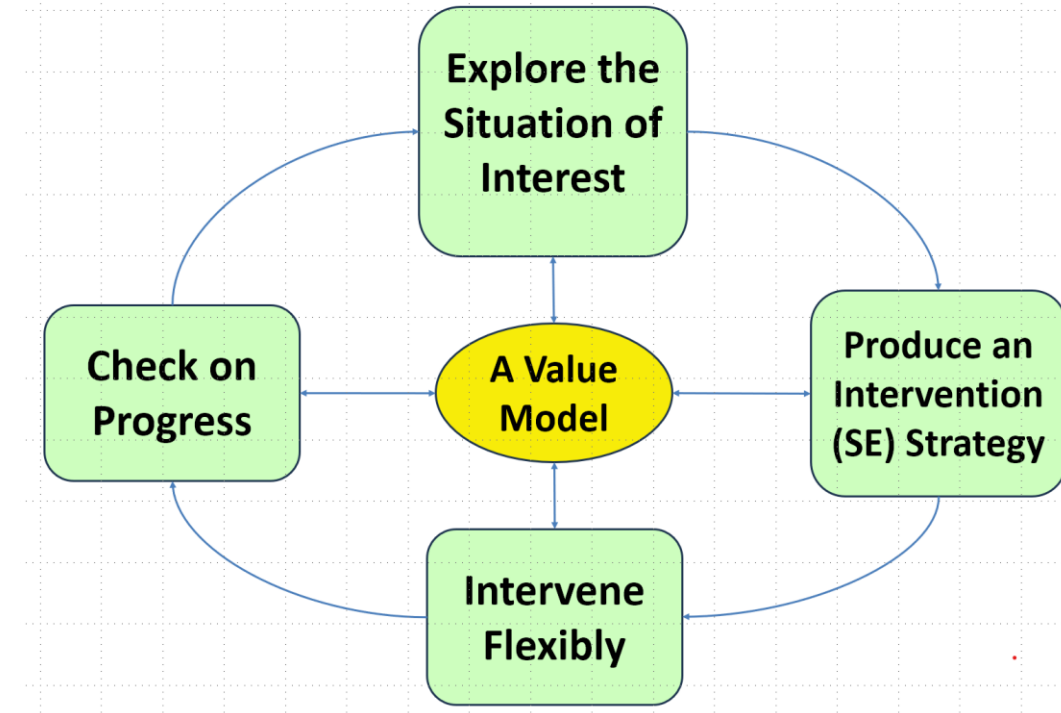 Explore the
Situation of
Interest
Produce an
Intervention
(SE) Strategy
A Value
Model
Check on
Progress
Intervene
Flexibly